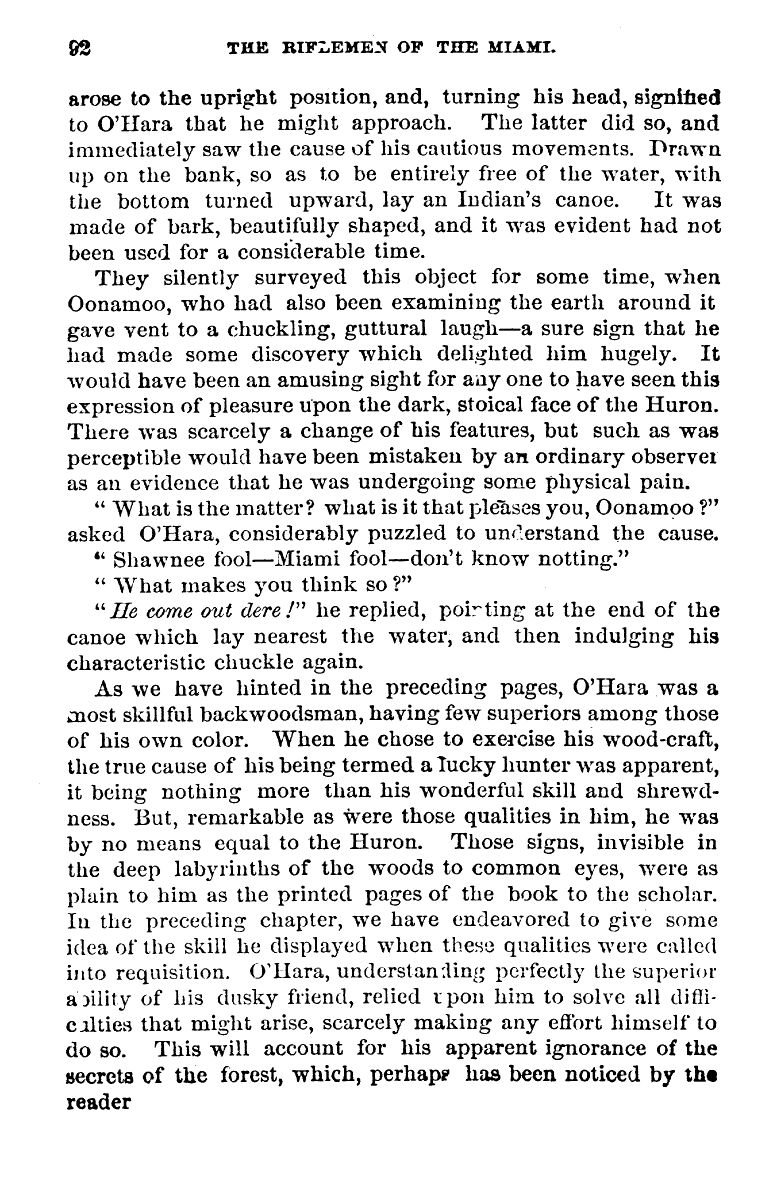 92 THE RIFLEMEN OF THE MIAMI.
arose to the upright position, and, turning his head, signified
to O'Hara that he might approach. The latter did so, and
immediately saw the cause of his cautious movements. Drawn
up on the bank, so as to be entirely free of the water, with
the bottom turned upward, lay an Indian's canoe. It was
made of bark, beautifully shaped, and it was evident had not
been used for a considerable time.
They silently surveyed this object for some time, when
Oonamoo, who had also been examining the earth around it
gave vent to a chuckling, guttural laugh—a sure sign that he
had made some discovery which delighted him hugely. It
would have been an amusing sight for any one to have seen this
expression of pleasure upon the dark, stoical face of the Huron.
There was scarcely a change of his features, but such as was
perceptible would have been mistaken by an ordinary observer
as an evidence that he was undergoing some physical pain.
"What is the matter? what is it that pleases you, Oonamoo?"
asked O'Hara, considerably puzzled to understand the cause.
"Shawnee fool—Miami fool—don't know notting."
"What makes you think so?"
"He come out dere!" he replied, pointing at the end of the
canoe which lay nearest the water, and then indulging his
characteristic chuckle again.
As we have hinted in the preceding pages, O'Hara was a
most skillful backwoodsman, having few superiors among those
of his own color. When he chose to exercise his wood-craft,
the true cause of his being termed a lucky hunter was apparent,
it being nothing more than his wonderful skill and shrewd-
ness. But, remarkable as were those qualities in him, he was
by no means equal to the Huron. Those signs, invisible in
the deep labyrinths of the woods to common eyes, were as
plain to him as the printed pages of the book to the scholar.
In the preceding chapter, we have endeavored to give some
idea of the skill he displayed when these qualities were called
into requisition. O'Hara, understanding perfectly the superior
ability of his dusky friend, relied upon him to solve all diffi-
culties that might arise, scarcely making any effort himself to
do so. This will account for his apparent ignorance of the
secrets of the forest, which, perhaps has been noticed by the
reader